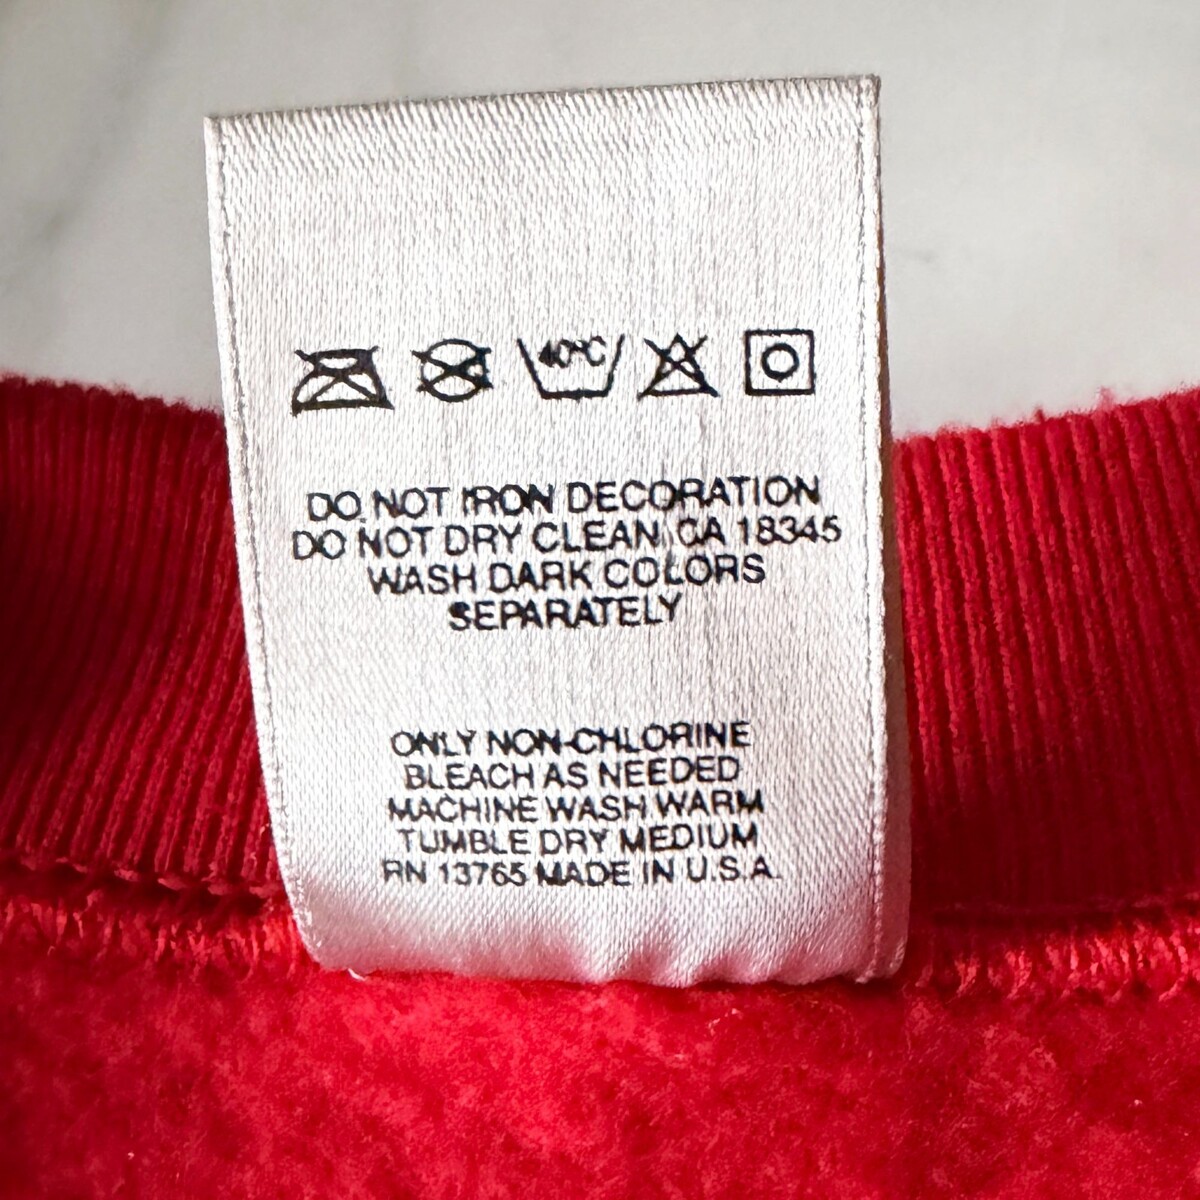 40°C
DO NOT IRON DECORATION
DO NOT DRY CLEAN, CA 18345
WASH DARK COLORS
SEPARATELY
ONLY NON-CHLORINE
BLEACH AS NEEDED
MACHINE WASH WARM
TUMBLE DRY MEDIUM
RN 13765 MADE IN U.S.A.